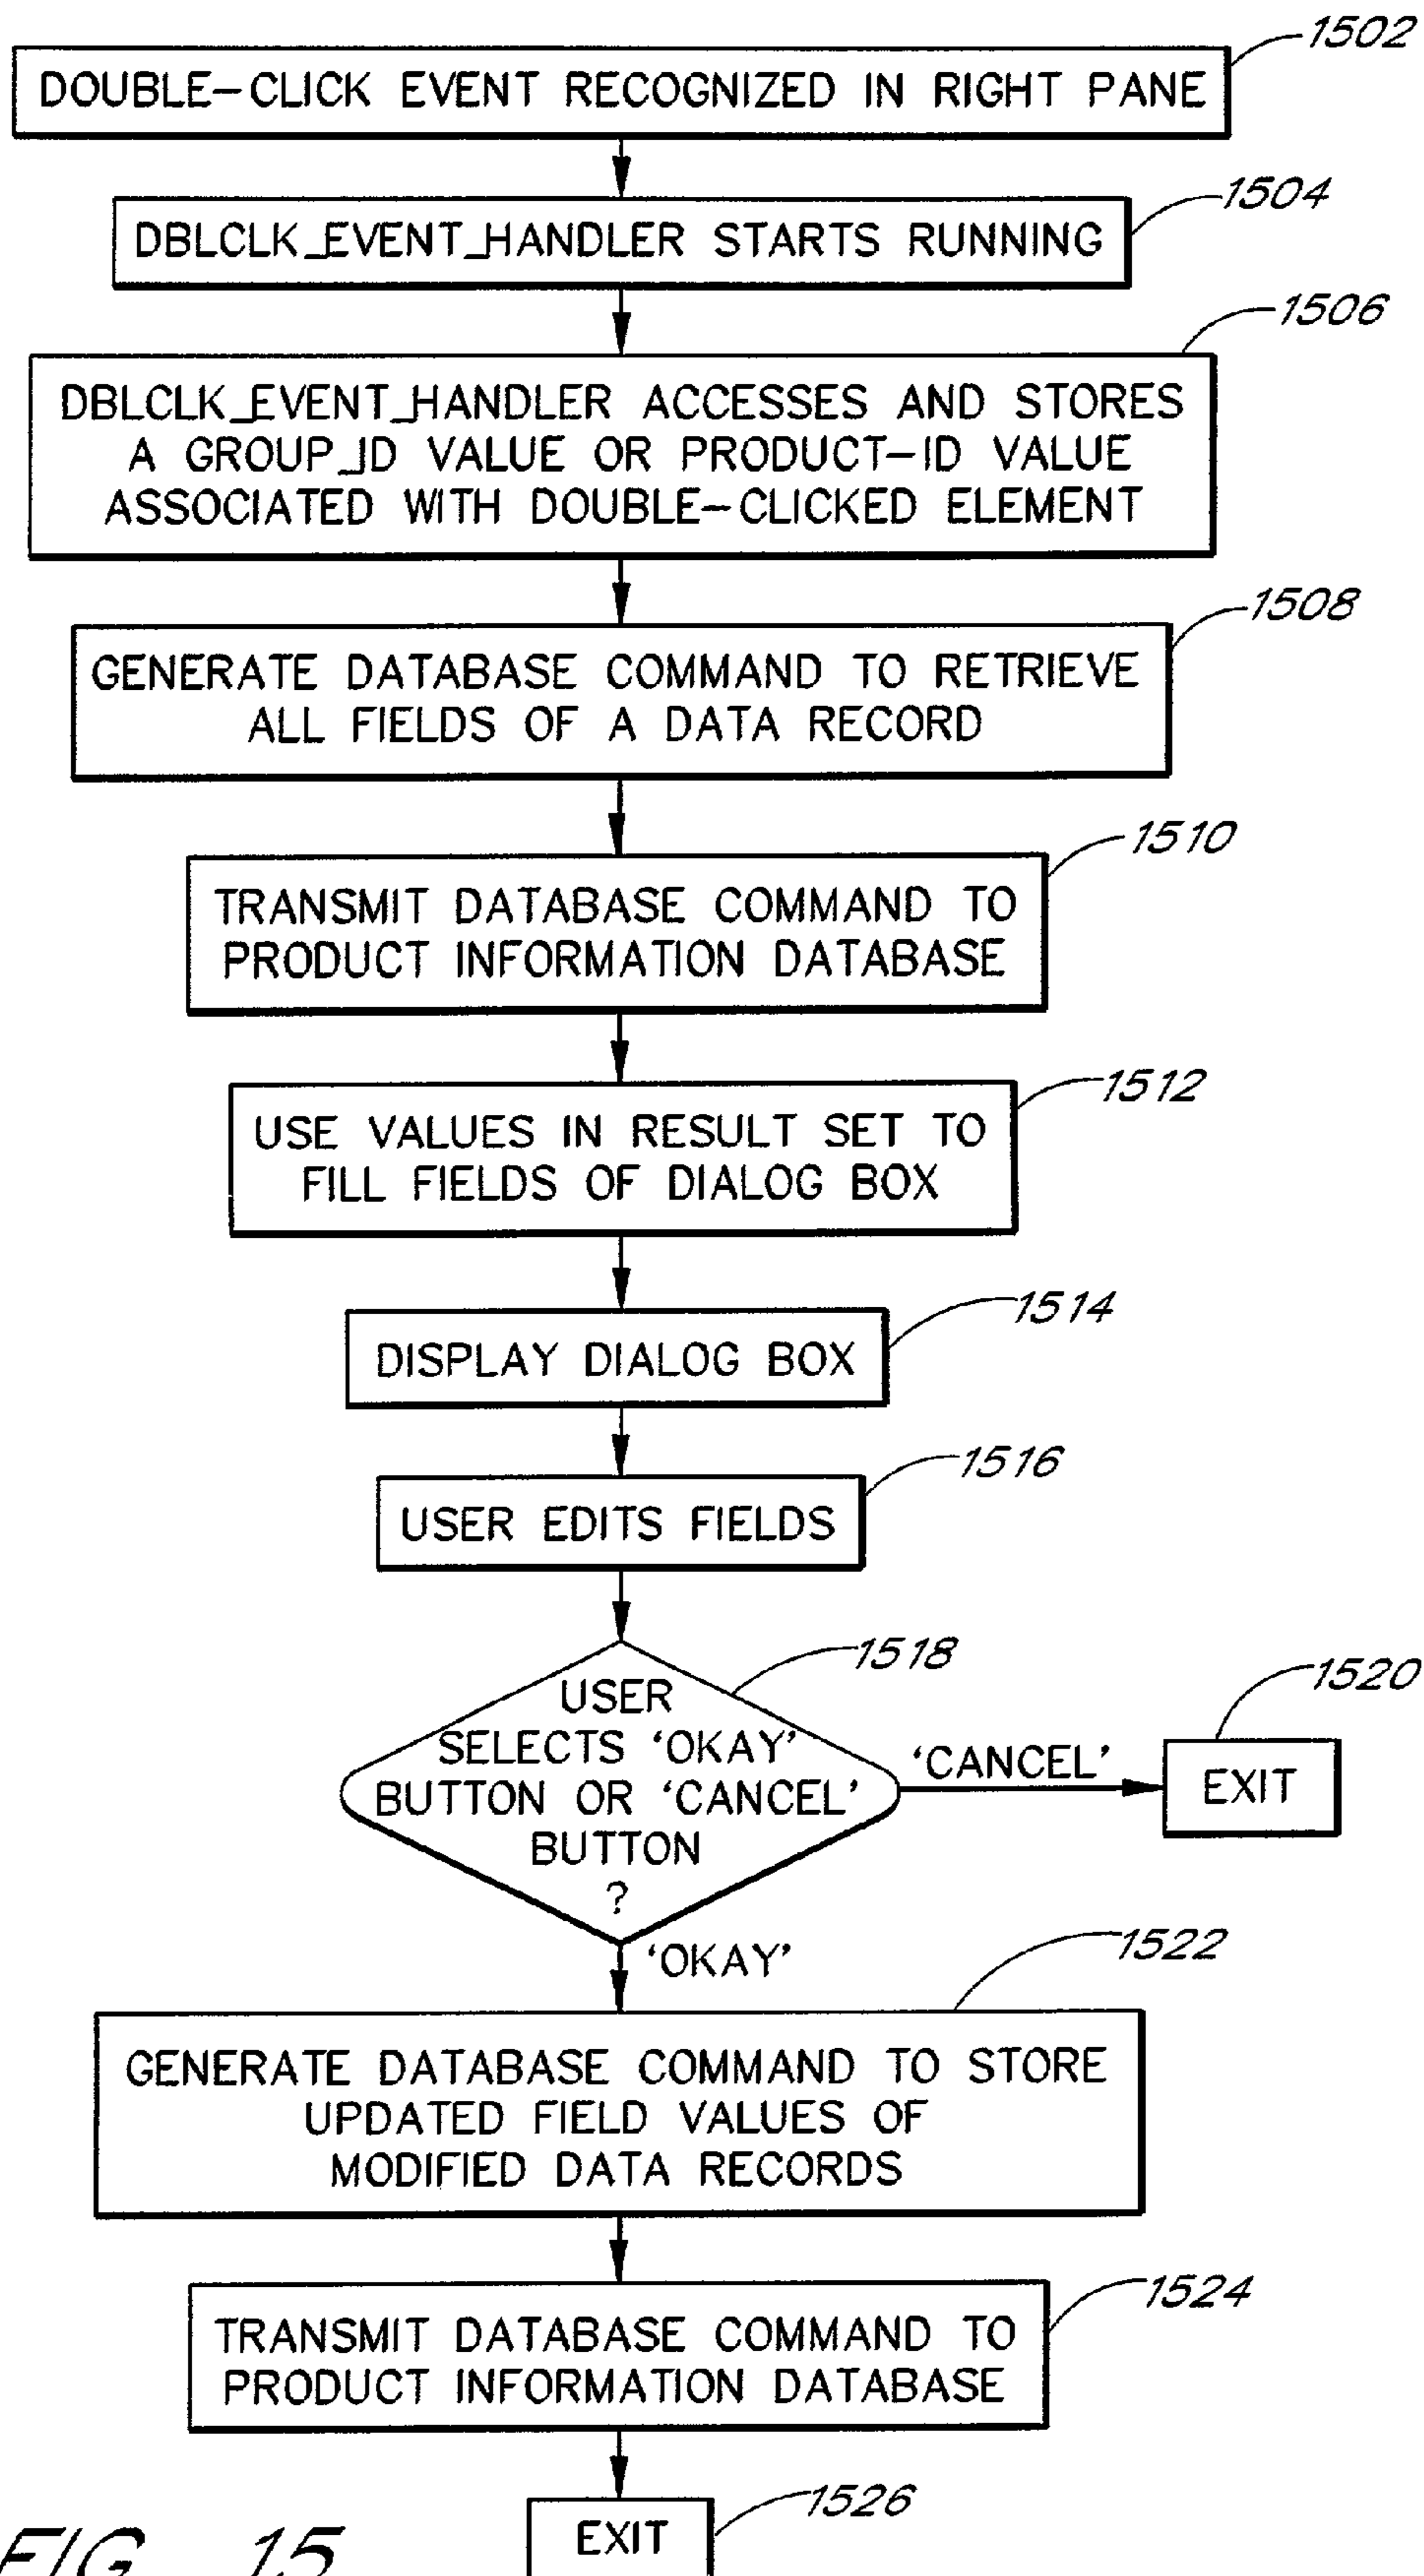 1502
DOUBLE-CLICK EVENT RECOGNIZED IN RIGHT PANE
1504
DBLCLK_EVENT_HANDLER STARTS RUNNING
1506
DBLCLK_EVENT_HANDLER ACCESSES AND STORES
A GROUP_ID VALUE OR PRODUCT-ID VALUE
ASSOCIATED WITH DOUBLE-CLICKED ELEMENT
1508
GENERATE DATABASE COMMAND TO RETRIEVE
ALL FIELDS OF A DATA RECORD
1510
TRANSMIT DATABASE COMMAND TO
PRODUCT INFORMATION DATABASE
1512
USE VALUES IN RESULT SET TO
FILL FIELDS OF DIALOG BOX
1514
DISPLAY DIALOG BOX
1516
USER EDITS FIELDS
1518
USER
SELECTS 'OKAY'
BUTTON OR 'CANCEL'
BUTTON
?
'CANCEL'
1520
EXIT
'OKAY'
1522
GENERATE DATABASE COMMAND TO STORE
UPDATED FIELD VALUES OF
MODIFIED DATA RECORDS
1524
TRANSMIT DATABASE COMMAND TO
PRODUCT INFORMATION DATABASE
1526
EXIT
FIG. 15